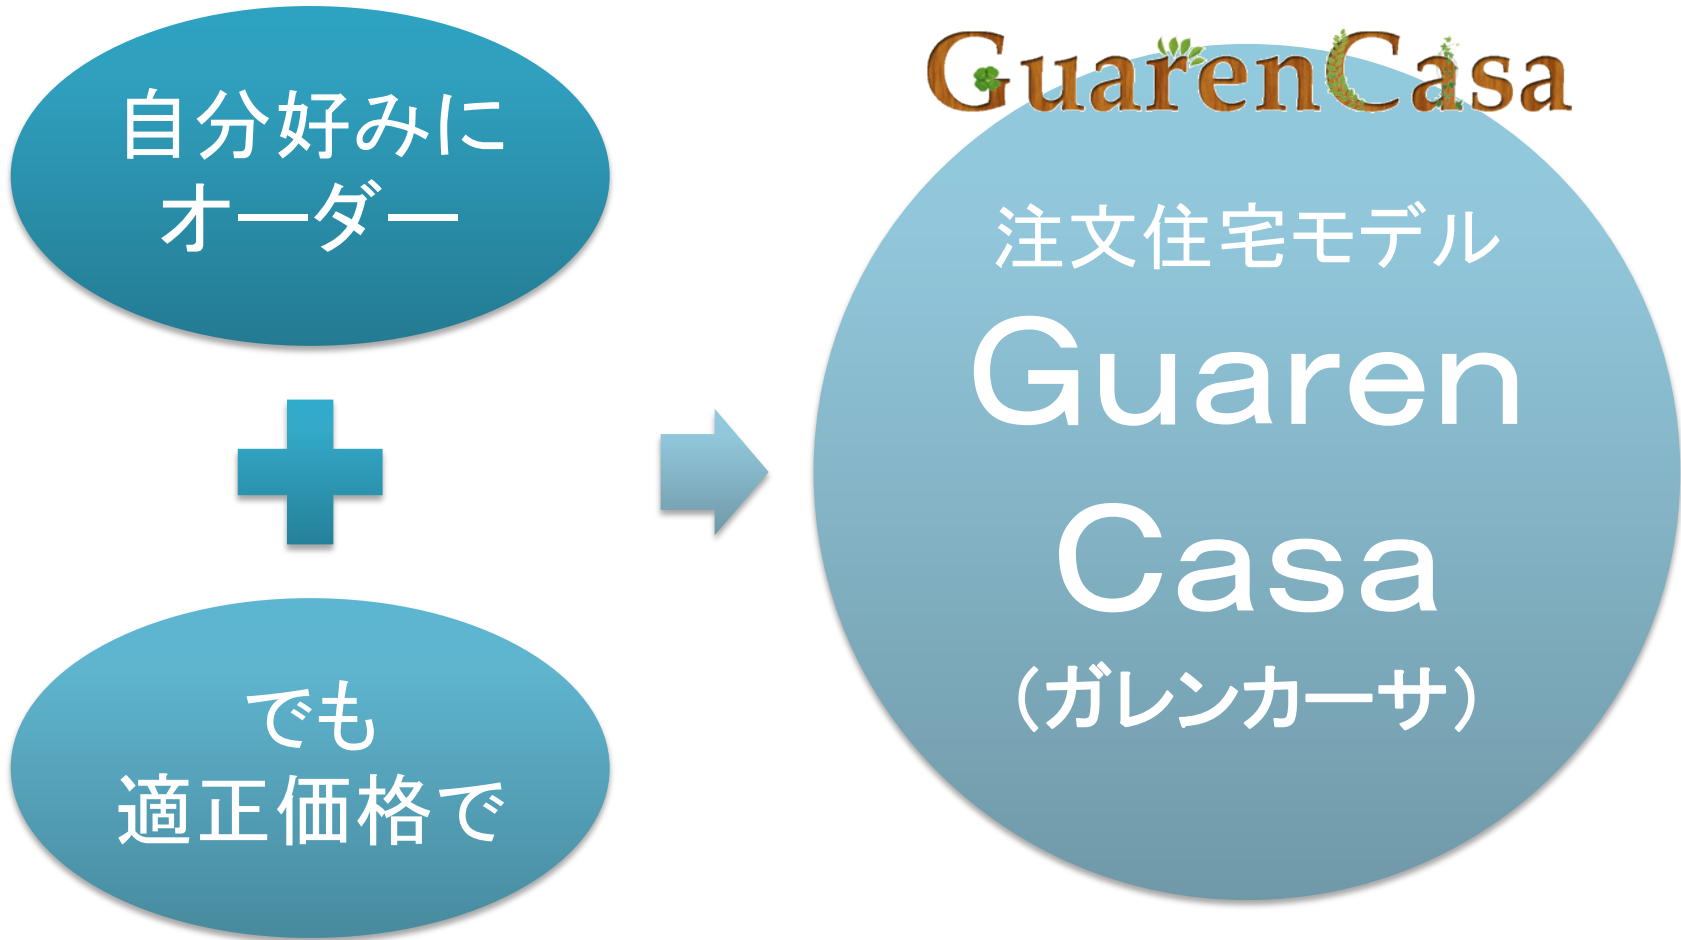 自分好みに
オーダー
でも
適正価格で
GuarenCasa
注文住宅モデル
Guaren
Casa
（ガレンカーサ）